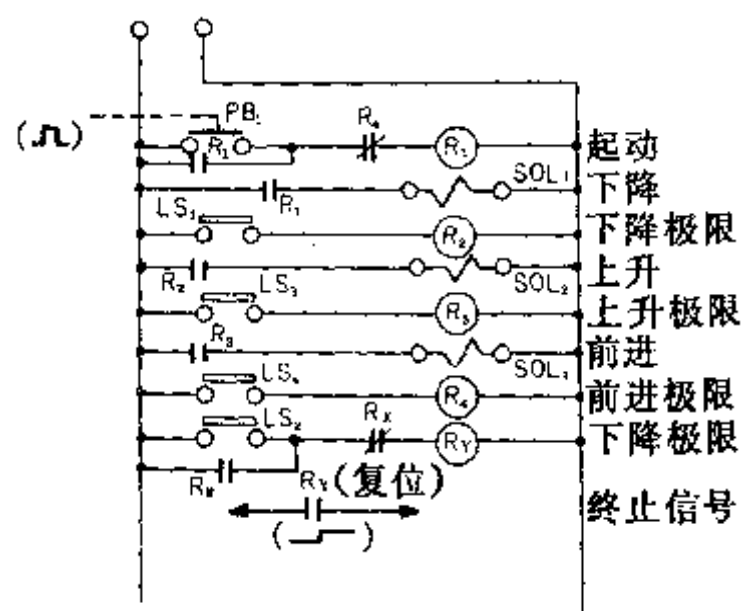 PB₁
(⎍)
R₁
R₄
R₁
起动
R₁
SOL₁
下降
LS₁
R₂
下降极限
R₂
SOL₂
上升
LS₃
R₃
上升极限
R₃
SOL₃
前进
LS₄
R₄
前进极限
LS₂
Rx
RY
下降极限
RY(复位)
终止信号